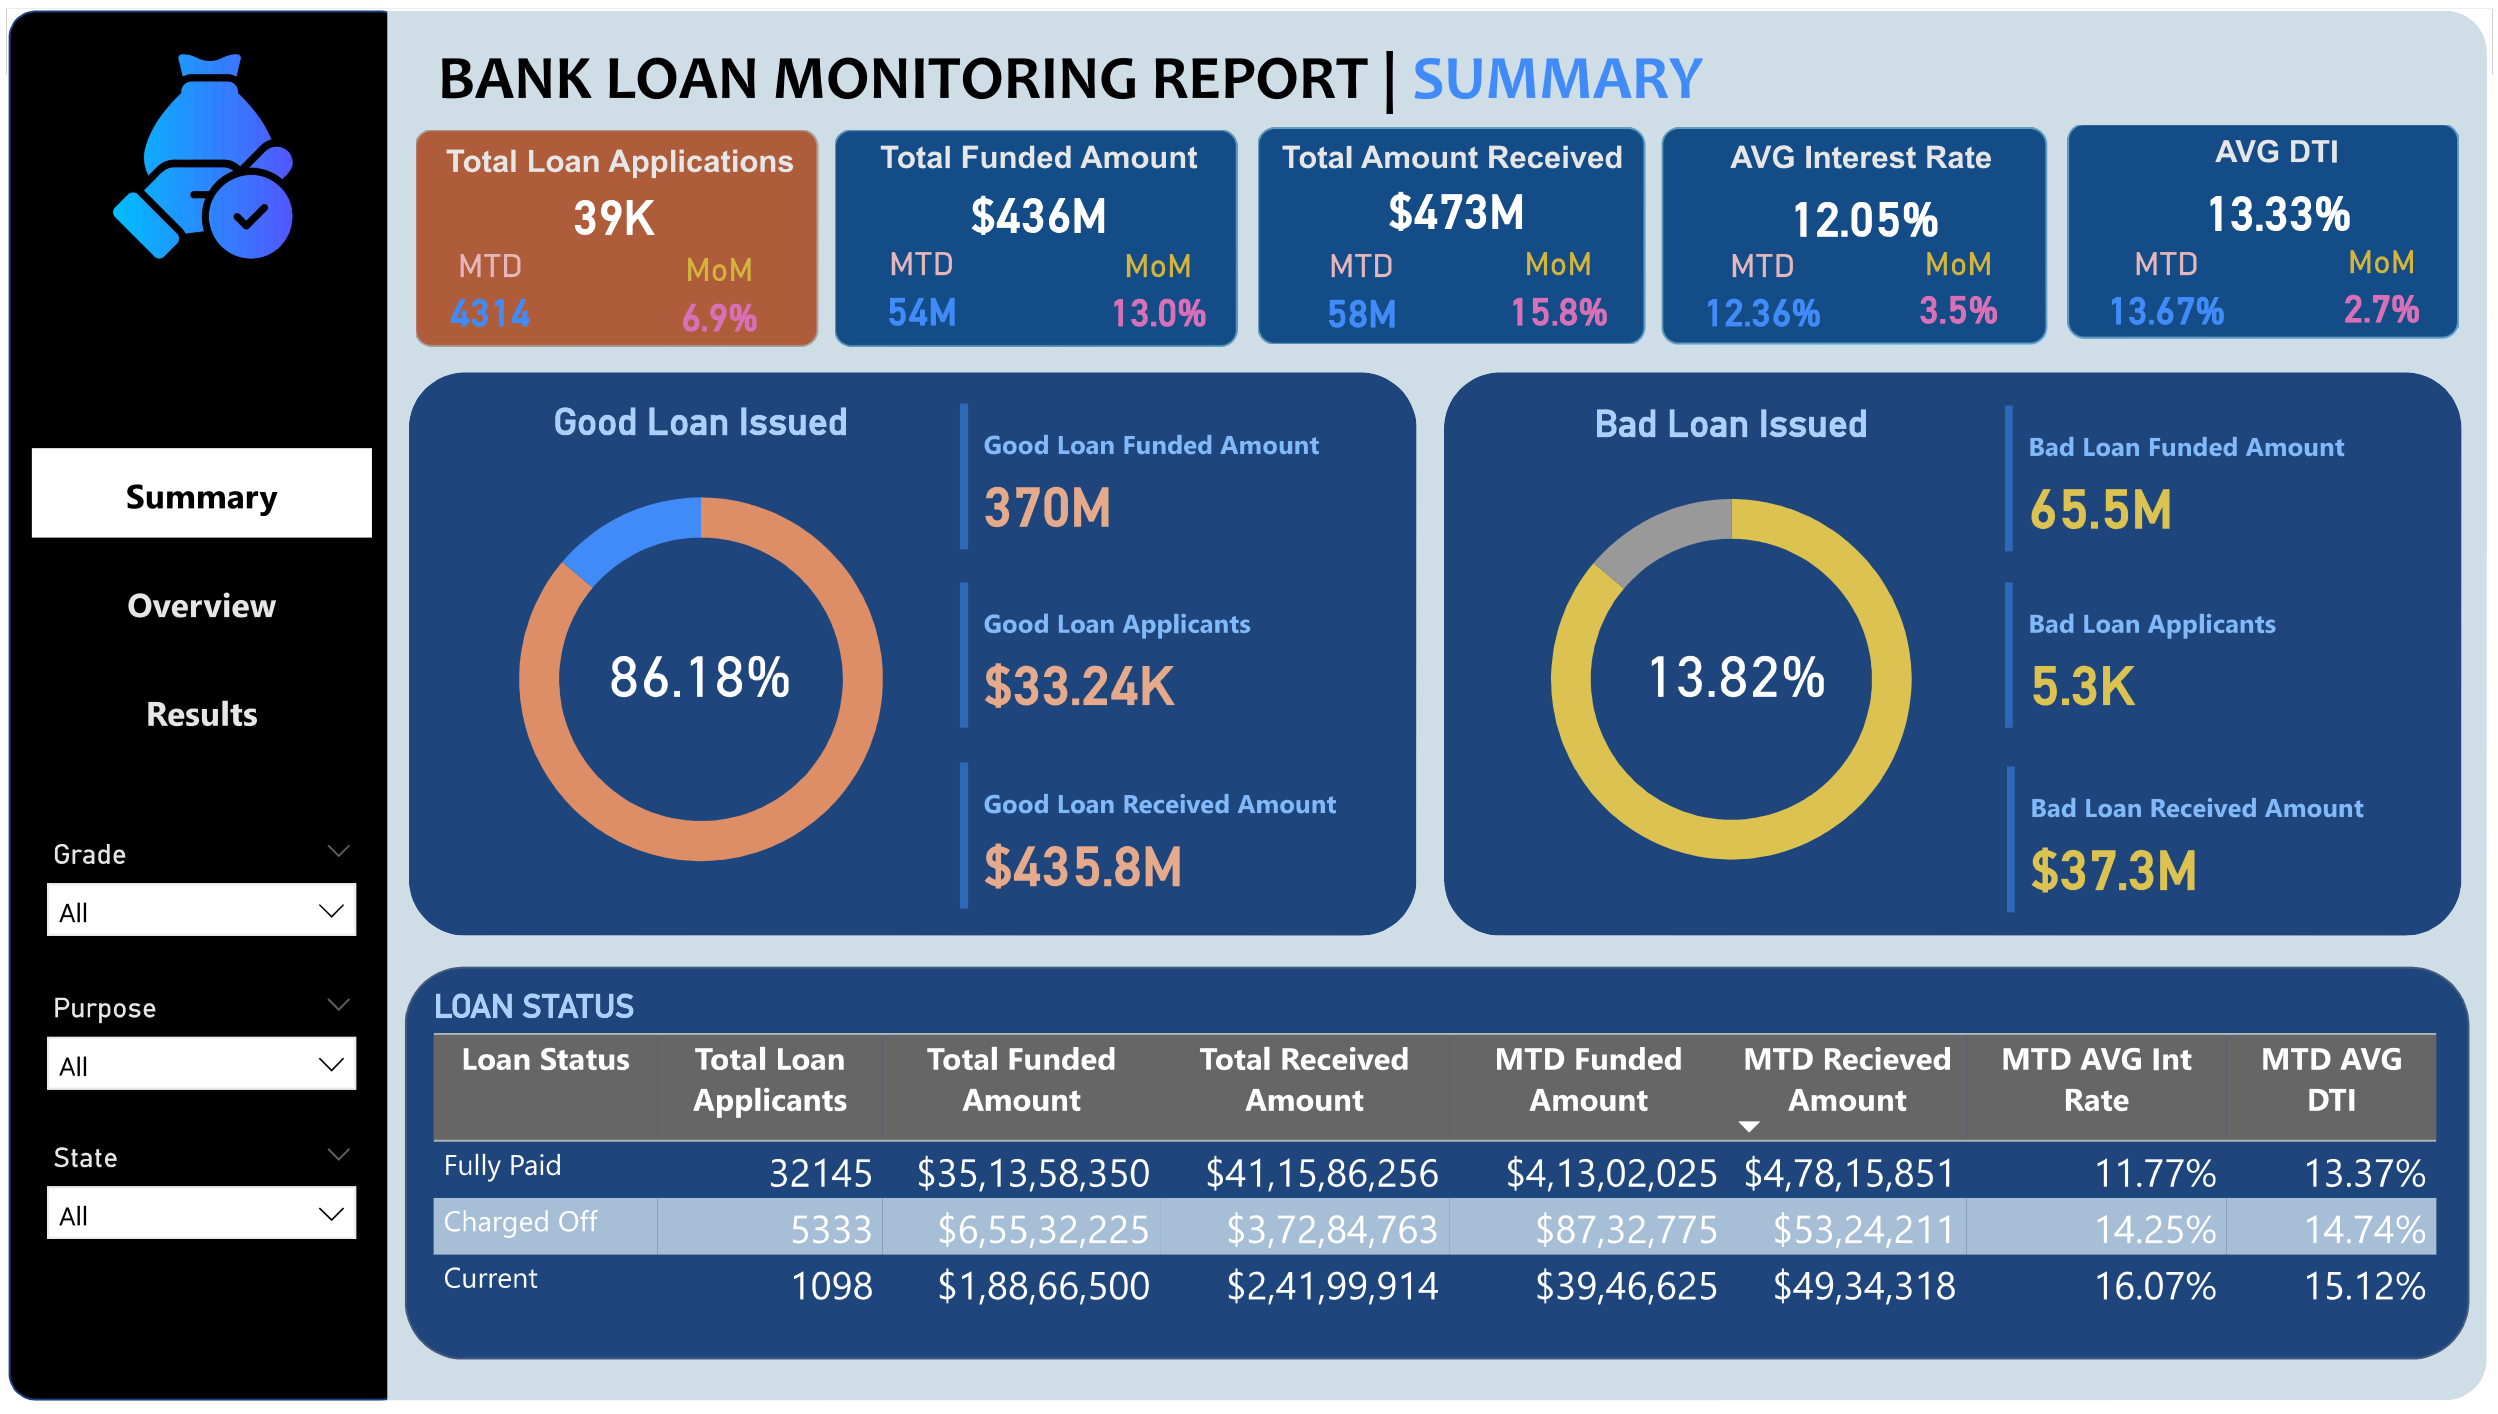 BANK LOAN MONITORING REPORT | SUMMARY
Total Loan Applications
39K
MTD MoM
4314 6.9%
Total Funded Amount
$436M
MTD MoM
54M 13.0%
Total Amount Received
$473M
MTD MoM
58M 15.8%
AVG Interest Rate
12.05%
MTD MoM
12.36% 3.5%
AVG DTI
13.33%
MTD MoM
13.67% 2.7%
Summary
Overview
Results
Grade
All
Purpose
All
State
All
Good Loan Issued
86.18%
Good Loan Funded Amount
370M
Good Loan Applicants
$33.24K
Good Loan Received Amount
$435.8M
Bad Loan Issued
13.82%
Bad Loan Funded Amount
65.5M
Bad Loan Applicants
5.3K
Bad Loan Received Amount
$37.3M
LOAN STATUS
Loan Status Total Loan Total Funded Total Received MTD Funded MTD Recieved MTD AVG Int MTD AVG
Applicants Amount Amount Amount Amount Rate DTI
Fully Paid 32145 $35,13,58,350 $41,15,86,256 $4,13,02,025 $4,78,15,851 11.77% 13.37%
Charged Off 5333 $6,55,32,225 $3,72,84,763 $87,32,775 $53,24,211 14.25% 14.74%
Current 1098 $1,88,66,500 $2,41,99,914 $39,46,625 $49,34,318 16.07% 15.12%